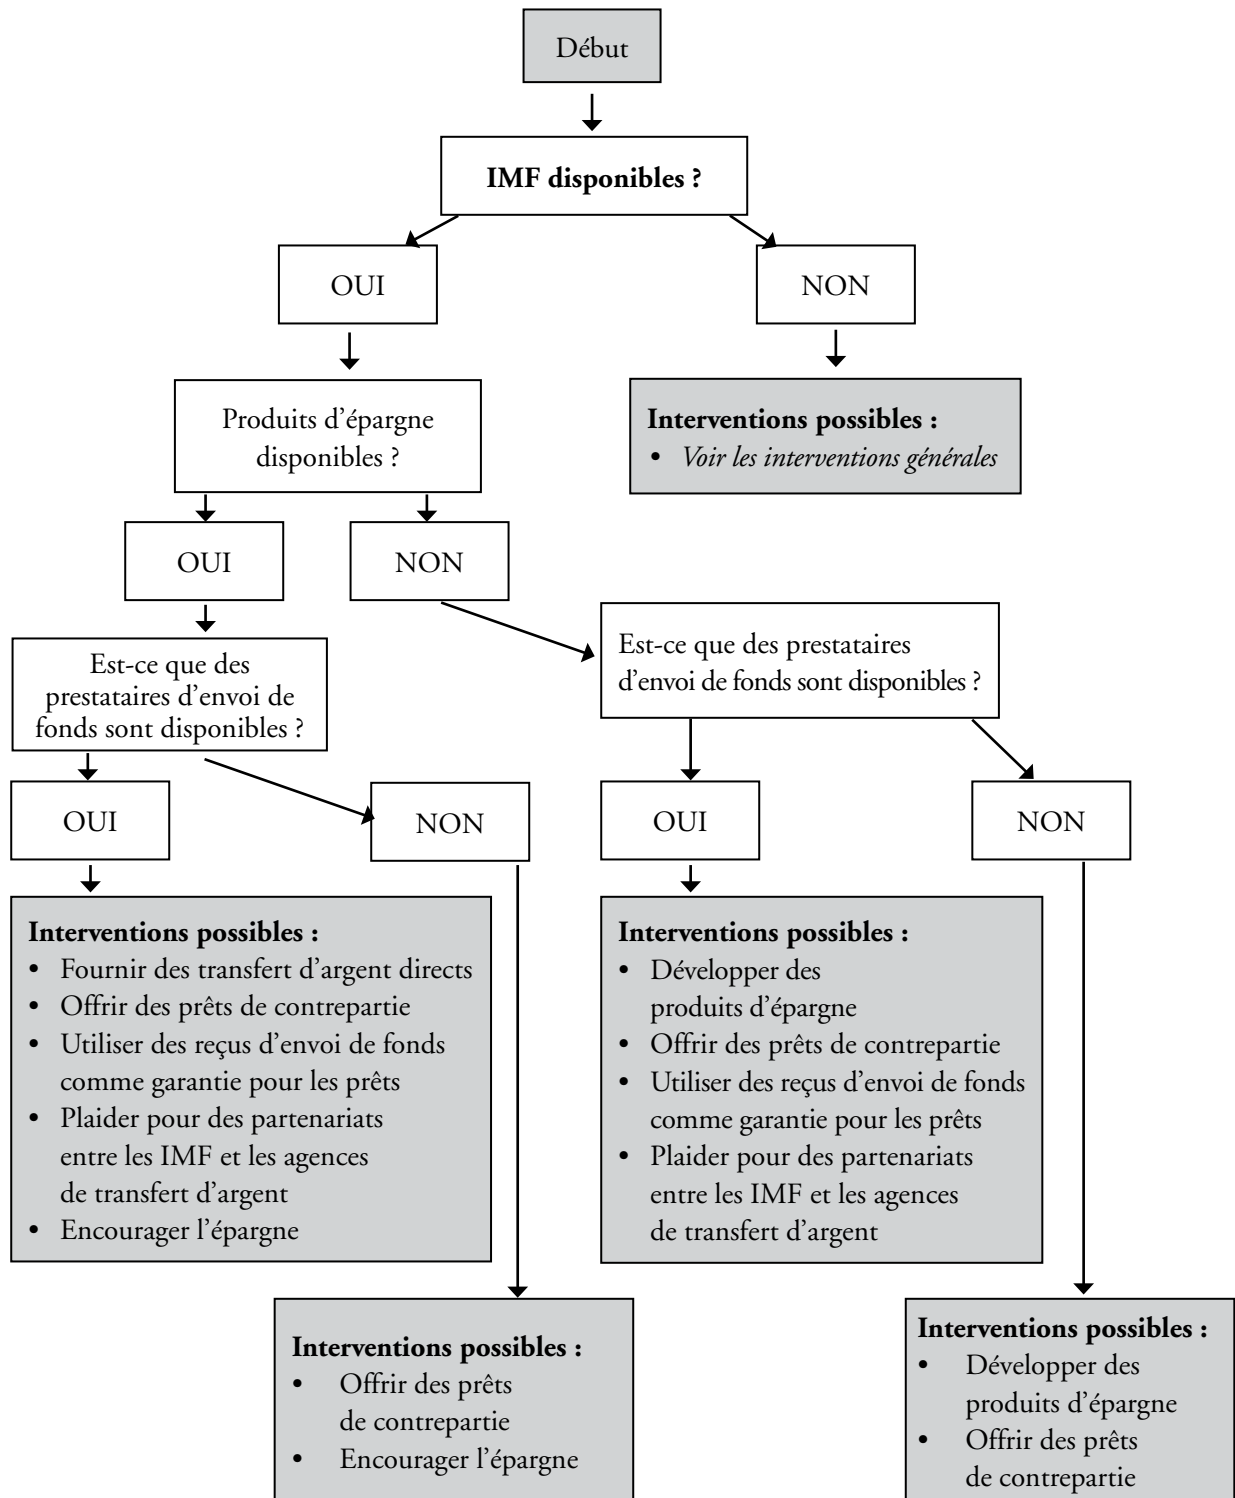 Début
IMF disponibles ?
OUI
NON
Produits d'épargne
disponibles ?
Interventions possibles :
• Voir les interventions générales
OUI
NON
Est-ce que des
prestataires d'envoi de
fonds sont disponibles ?
Est-ce que des prestataires
d'envoi de fonds sont disponibles ?
OUI
NON
OUI
NON
Interventions possibles :
• Fournir des transfert d'argent directs
• Offrir des prêts de contrepartie
• Utiliser des reçus d'envoi de fonds
comme garantie pour les prêts
• Plaider pour des partenariats
entre les IMF et les agences
de transfert d'argent
• Encourager l'épargne
Interventions possibles :
• Développer des
produits d'épargne
• Offrir des prêts de contrepartie
• Utiliser des reçus d'envoi de fonds
comme garantie pour les prêts
• Plaider pour des partenariats
entre les IMF et les agences
de transfert d'argent
Interventions possibles :
• Offrir des prêts
de contrepartie
• Encourager l'épargne
Interventions possibles :
• Développer des
produits d'épargne
• Offrir des prêts
de contrepartie